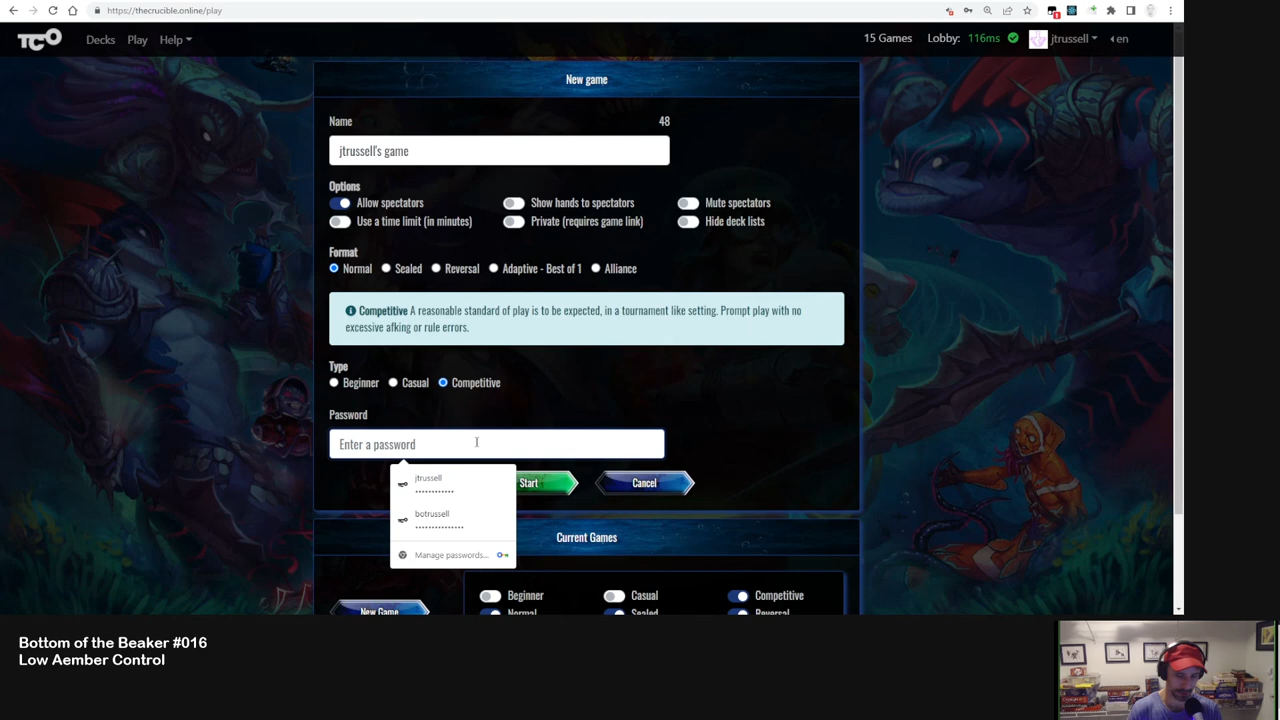 https://thecrucible.online/play
1
TCO
Decks
Play
Help
15 Games
Lobby: 116ms
jtrussell
en
New game
Name
48
jtrussell's game
Options
Allow spectators
Show hands to spectators
Mute spectators
Use a time limit (in minutes)
Private (requires game link)
Hide deck lists
Format
Normal
Sealed
Reversal
Adaptive - Best of 1
Alliance
Competitive A reasonable standard of play is to be expected, in a tournament like setting. Prompt play with no
excessive afking or rule errors.
Type
Beginner
Casual
Competitive
Password
Enter a password
jtrussell
••••••••••••
botrussell
•••••••••••••••
Manage passwords...
Start
Cancel
Current Games
New Game
Beginner
Casual
Competitive
Normal
Sealed
Reversal
Bottom of the Beaker #016
Low Aember Control